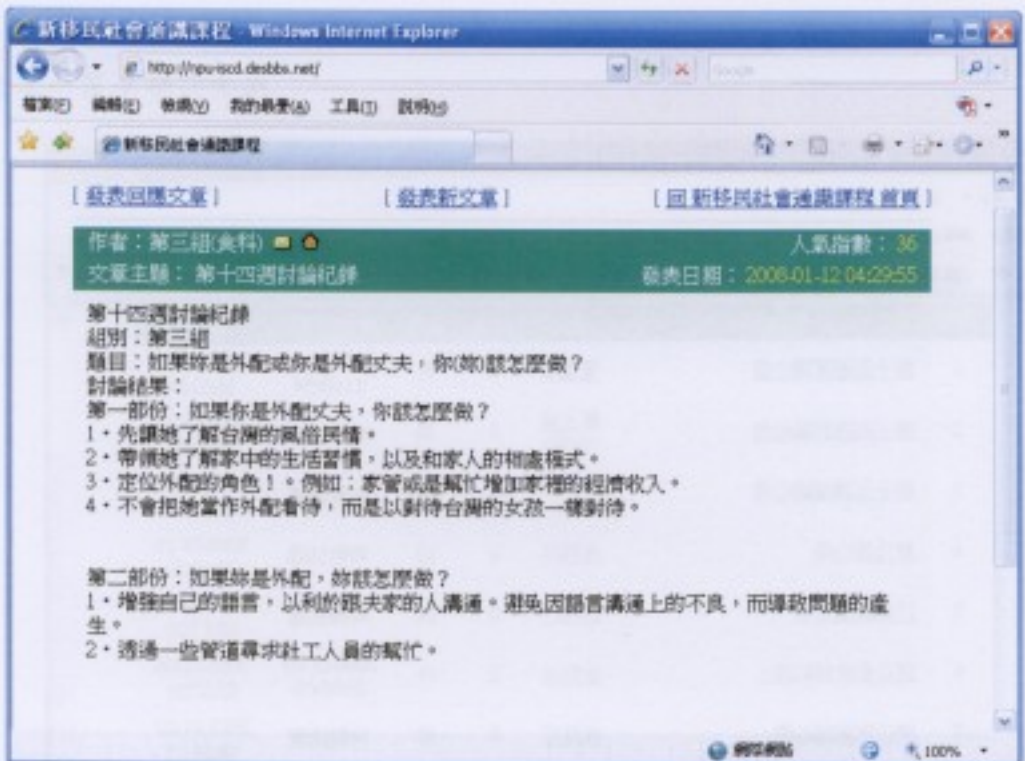 新移民社會通識課程 - Windows Internet Explorer
http://npu-iscd.desbbs.net/
Google
檔案(F) 編輯(E) 檢視(V) 我的最愛(A) 工具(T) 說明(H)
新移民社會通識課程
[ 發表回應文章 ] [ 發表新文章 ] [ 回 新移民社會通識課程 首頁 ]
作者：第三組(食科) 人氣指數： 36
文章主題： 第十四週討論紀錄 發表日期： 2008-01-12 04:29:55
第十四週討論紀錄
組別：第三組
題目：如果妳是外配或你是外配丈夫，你(妳)該怎麼做？
討論結果：
第一部份：如果你是外配丈夫，你該怎麼做？
1．先讓她了解台灣的風俗民情。
2．帶領她了解家中的生活習慣，以及和家人的相處模式。
3．定位外配的角色！。例如：家管或是幫忙增加家裡的經濟收入。
4．不會把她當作外配看待，而是以對待台灣的女孩一樣對待。
第二部份：如果妳是外配，妳該怎麼做？
1．增強自己的語言，以利於跟夫家的人溝通。避免因語言溝通上的不良，而導致問題的產
生。
2．透過一些管道尋求社工人員的幫忙。
網際網路 100%